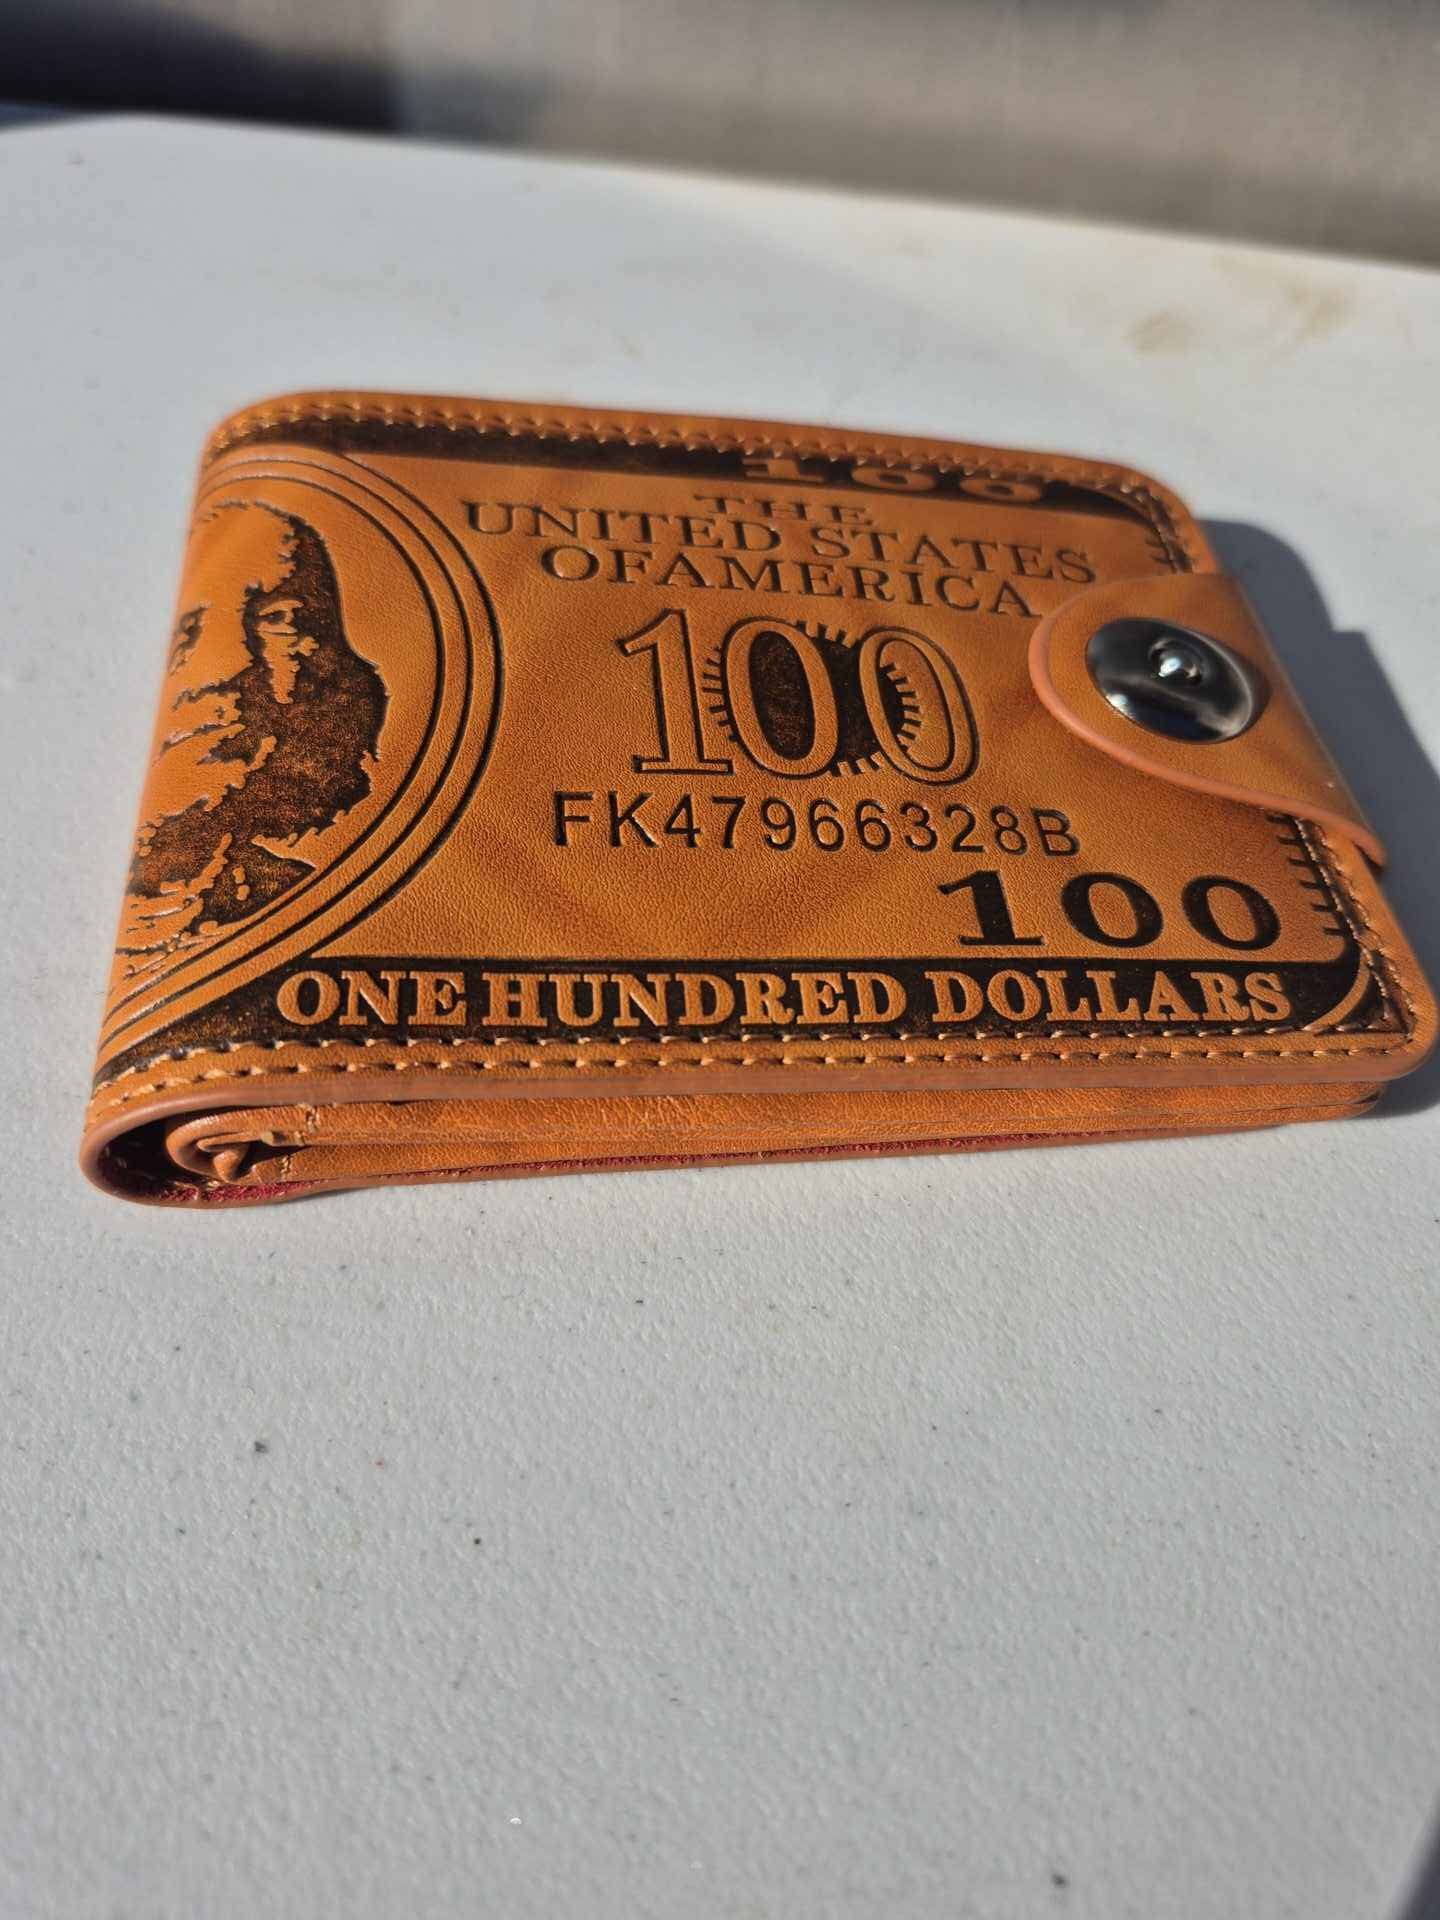 100
THE
UNITED STATES
OFAMERICA
100
FK47966328B
100
ONE HUNDRED DOLLARS